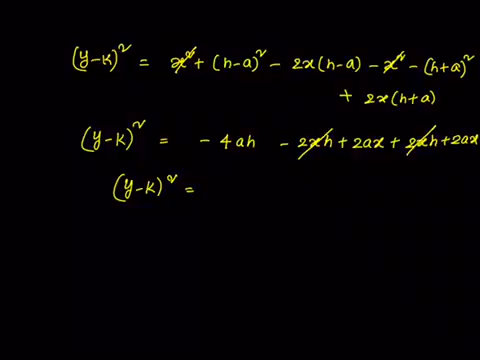 (y-k)² = x² + (h-a)² - 2x(h-a) - x² - (h+a)²
+ 2x(h+a)
(y-k)² = - 4ah - 2xh + 2ax + 2xh + 2ax
(y-k)² =